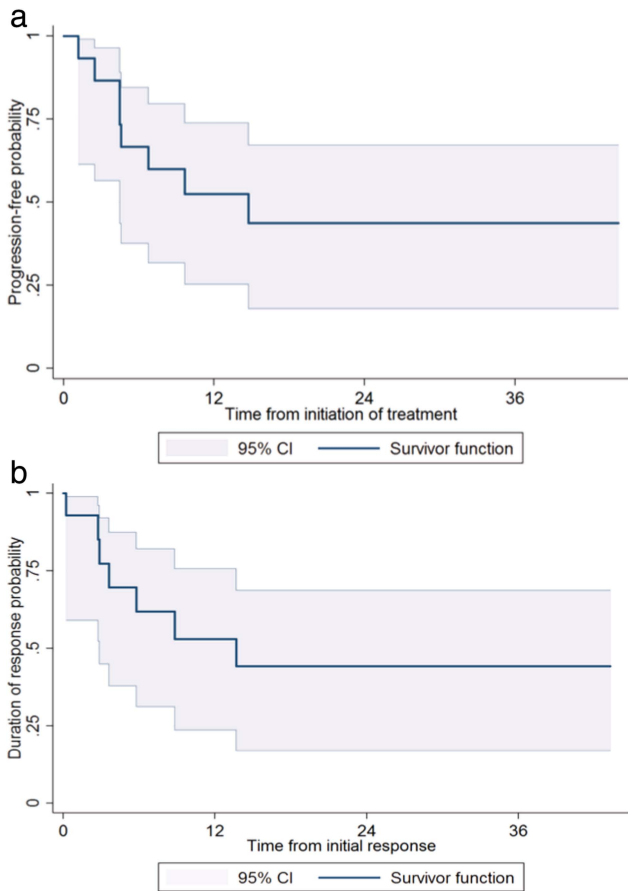 a
Progression-free probability
1
.75
.5
.25
0
0 12 24 36
Time from initiation of treatment
95% CI Survivor function
b
Duration of response probability
1
.75
.5
.25
0
0 12 24 36
Time from initial response
95% CI Survivor function